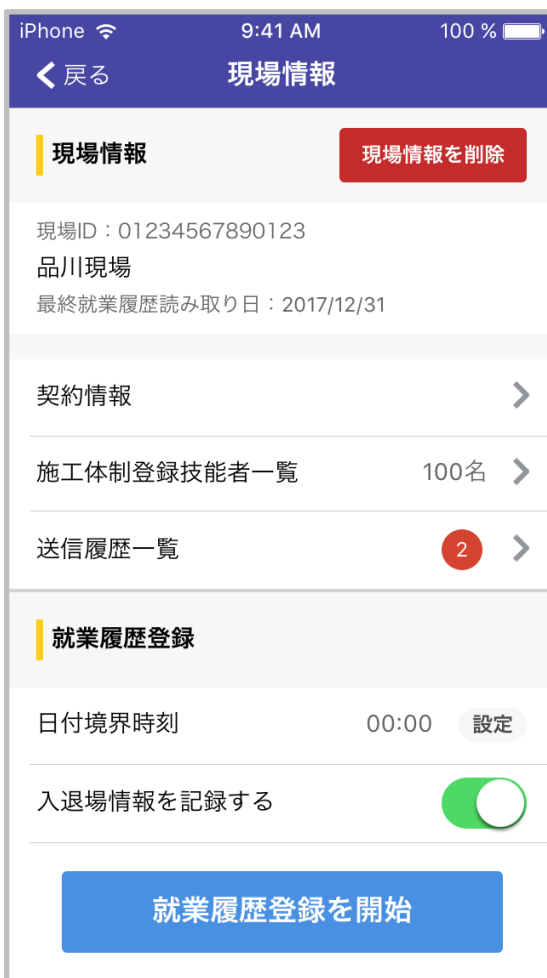 iPhone 9:41 AM 100 %
戻る 現場情報
現場情報 現場情報を削除
現場ID：01234567890123
品川現場
最終就業履歴読み取り日：2017/12/31
契約情報
施工体制登録技能者一覧 100名
送信履歴一覧 2
就業履歴登録
日付境界時刻 00:00 設定
入退場情報を記録する
就業履歴登録を開始